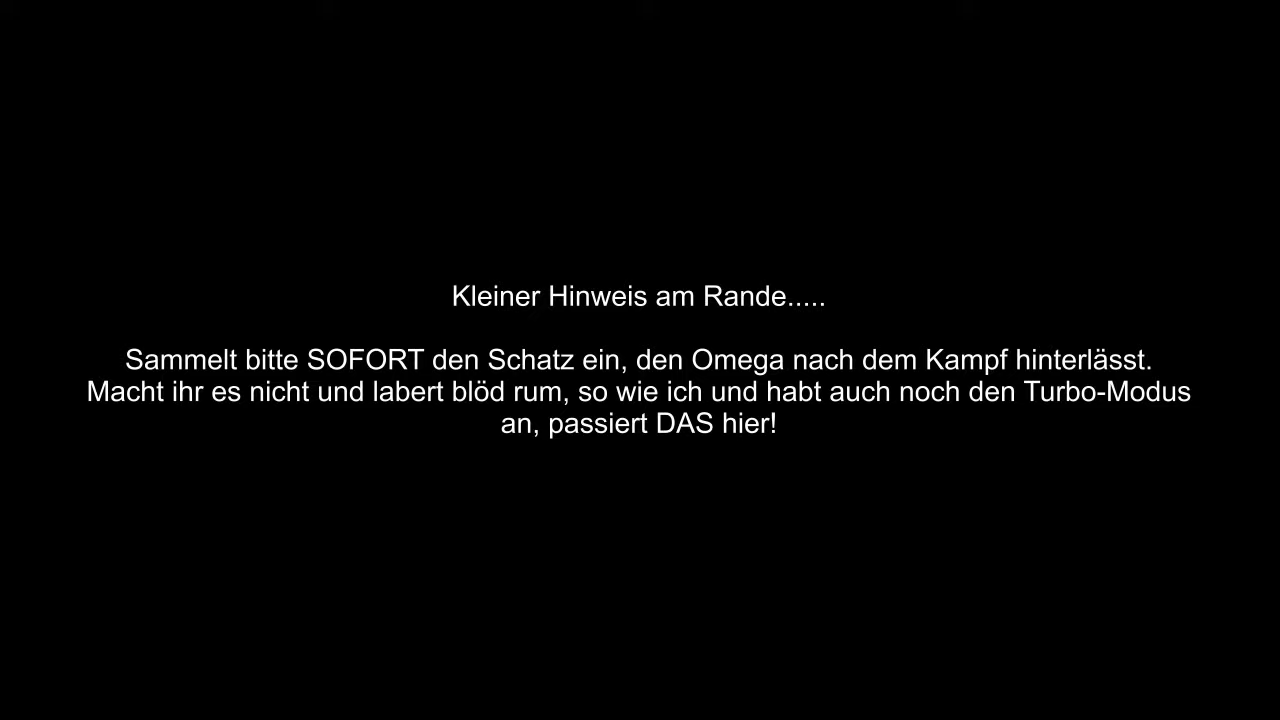 Kleiner Hinweis am Rande.....
Sammelt bitte SOFORT den Schatz ein, den Omega nach dem Kampf hinterlässt.
Macht ihr es nicht und labert blöd rum, so wie ich und habt auch noch den Turbo-Modus
an, passiert DAS hier!